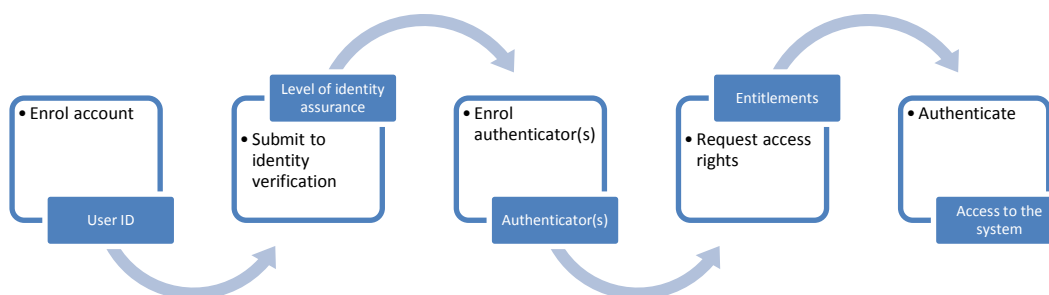 • Enrol account
User ID
Level of identity
assurance
• Submit to
identity
verification
• Enrol
authenticator(s)
Authenticator(s)
Entitlements
• Request access
rights
• Authenticate
Access to the
system